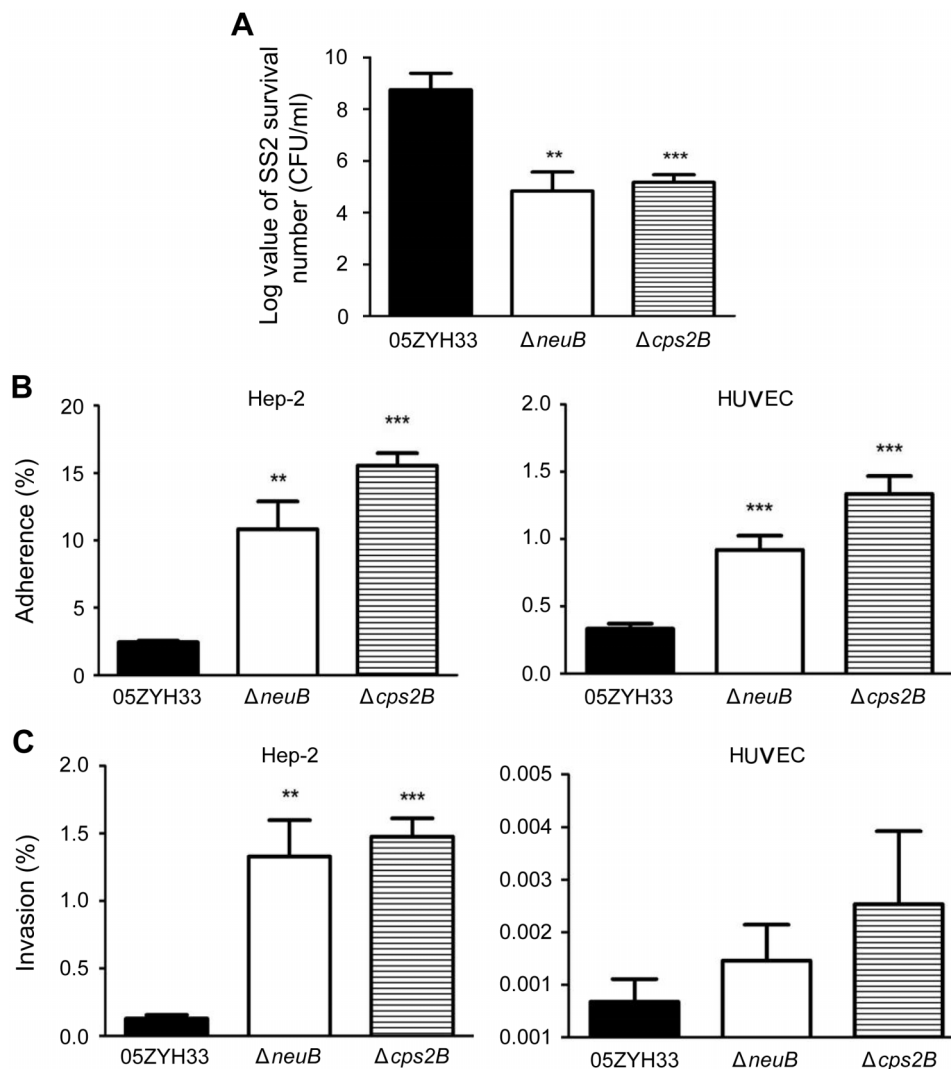 A
Log value of SS2 survival
number (CFU/ml)
10
8
6
4
2
0
**
***
05ZYH33
ΔneuB
Δcps2B
B
Hep-2
Adherence (%)
20
15
10
5
0
**
***
05ZYH33
ΔneuB
Δcps2B
HUVEC
2.0
1.5
1.0
0.5
0.0
***
***
05ZYH33
ΔneuB
Δcps2B
C
Hep-2
Invasion (%)
2.0
1.5
1.0
0.5
0.0
**
***
05ZYH33
ΔneuB
Δcps2B
HUVEC
0.005
0.004
0.003
0.002
0.001
0.001
05ZYH33
ΔneuB
Δcps2B